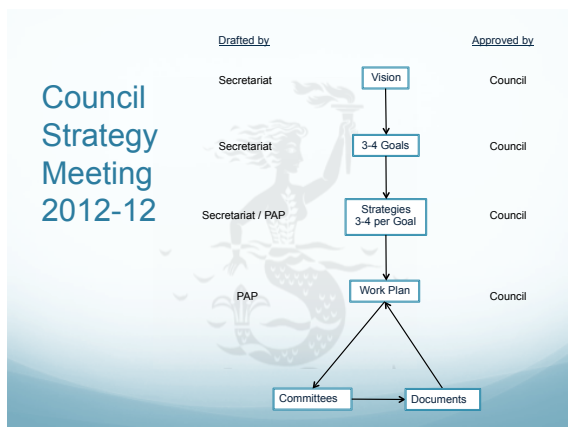 Drafted by
Approved by
Council
Strategy
Meeting
2012-12
Secretariat
Vision
Council
Secretariat
3-4 Goals
Council
Secretariat / PAP
Strategies
3-4 per Goal
Council
PAP
Work Plan
Council
Committees
Documents